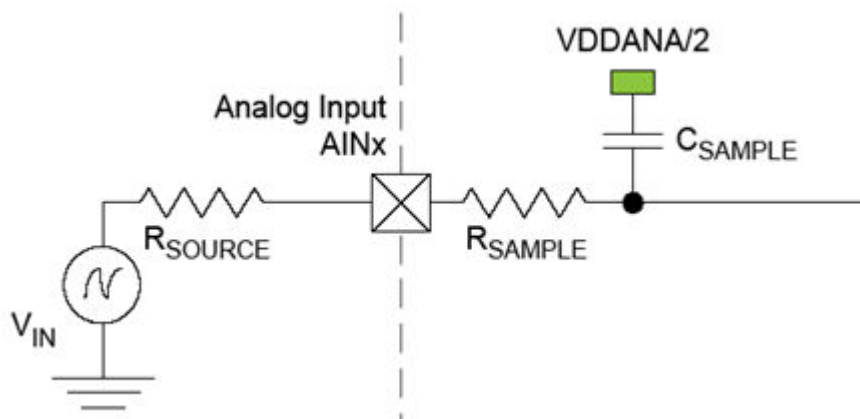 VDDANA/2
Analog Input
AINx
CSAMPLE
RSOURCE
RSAMPLE
VIN